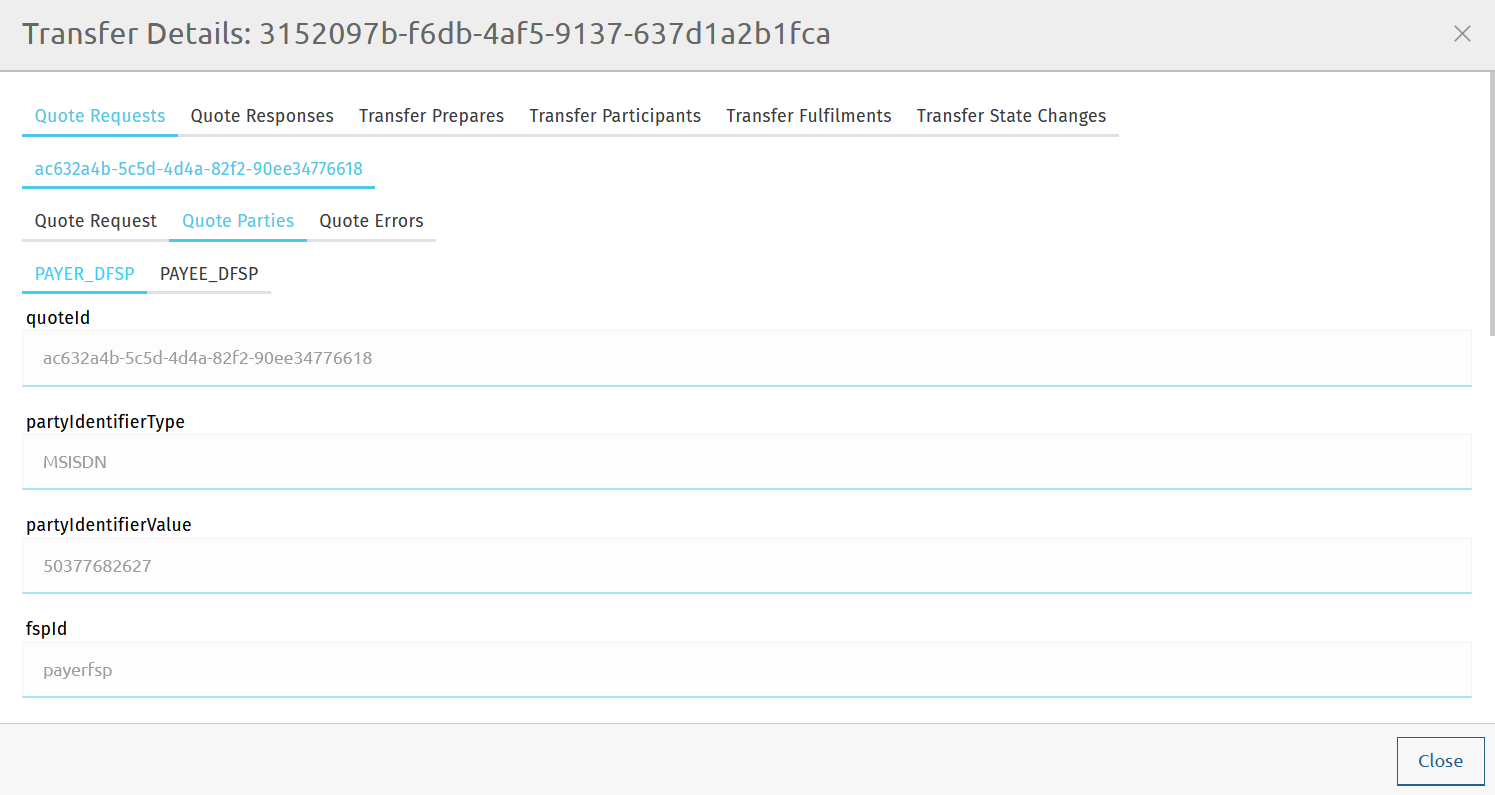 Transfer Details: 3152097b-f6db-4af5-9137-637d1a2b1fca
Quote Requests Quote Responses Transfer Prepares Transfer Participants Transfer Fulfilments Transfer State Changes
ac632a4b-5c5d-4d4a-82f2-90ee34776618
Quote Request Quote Parties Quote Errors
PAYER_DFSP PAYEE_DFSP
quoteId
ac632a4b-5c5d-4d4a-82f2-90ee34776618
partyIdentifierType
MSISDN
partyIdentifierValue
50377682627
fspId
payerfsp
Close